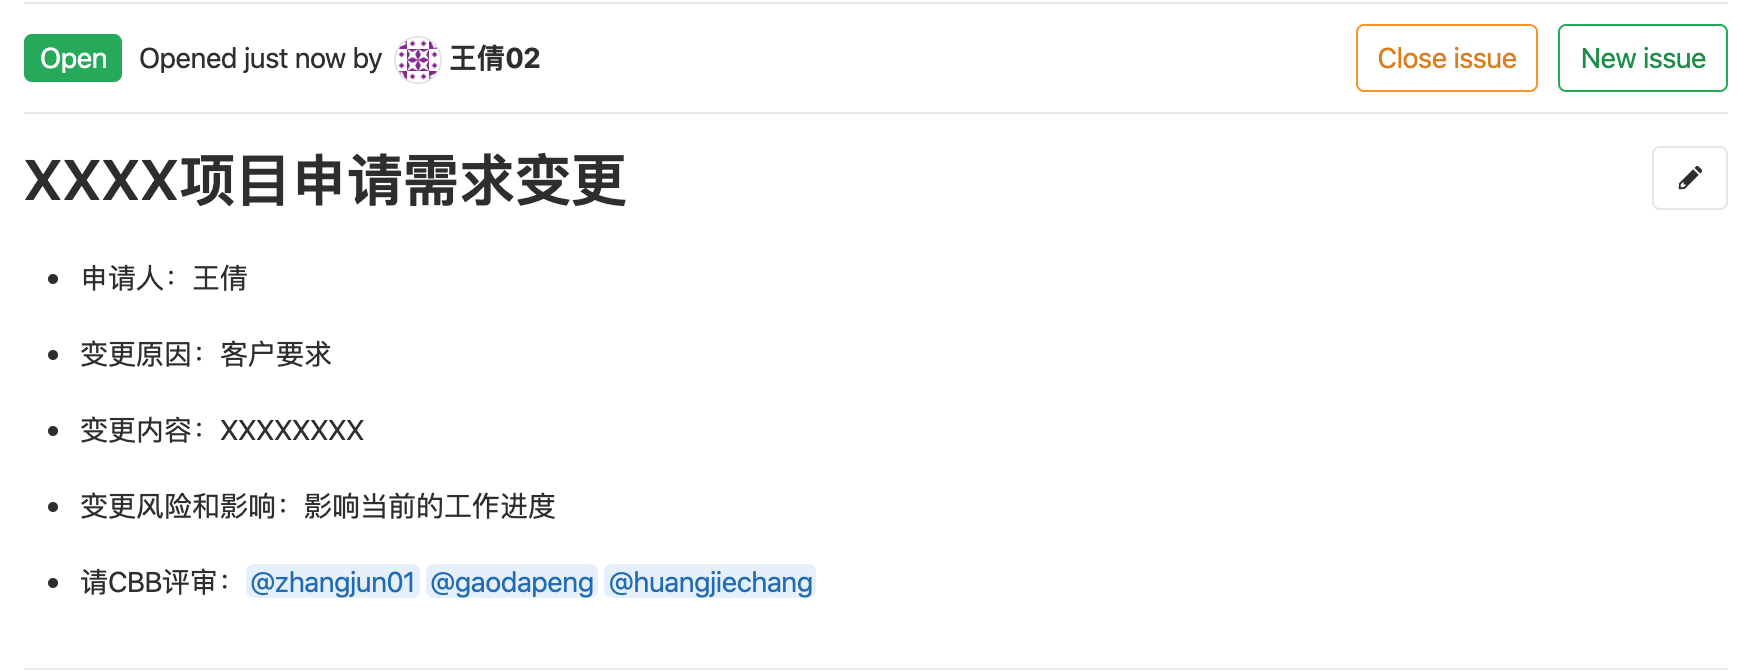 Open Opened just now by 王倩02 Close issue New issue
XXXX项目申请需求变更
申请人：王倩
变更原因：客户要求
变更内容：XXXXXXXX
变更风险和影响：影响当前的工作进度
请CBB评审：@zhangjun01 @gaodapeng @huangjiechang